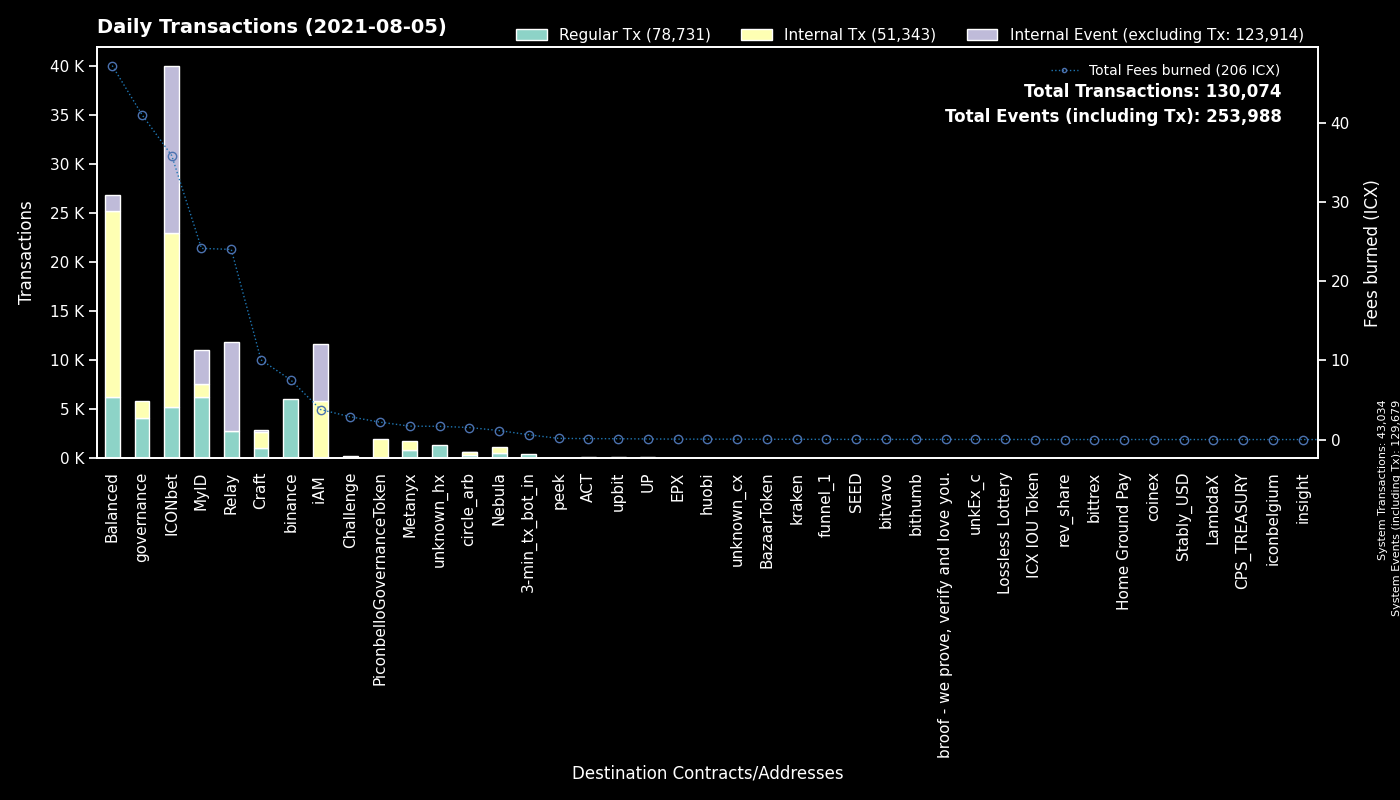 Daily Transactions (2021-08-05)
Regular Tx (78,731)
Internal Tx (51,343)
Internal Event (excluding Tx: 123,914)
Total Fees burned (206 ICX)
Total Transactions: 130,074
Total Events (including Tx): 253,988
Transactions
40 K
35 K
30 K
25 K
20 K
15 K
10 K
5 K
0 K
Fees burned (ICX)
40
30
20
10
0
System Transactions: 43,034
System Events (including Tx): 129,679
Balanced
governance
ICONbet
MyID
Relay
Craft
binance
iAM
Challenge
PiconbelloGovernanceToken
Metanyx
unknown_hx
circle_arb
Nebula
3-min_tx_bot_in
peek
ACT
upbit
UP
EPX
huobi
unknown_cx
BazaarToken
kraken
funnel_1
SEED
bitvavo
bithumb
broof - we prove, verify and love you.
unkEx_c
Lossless Lottery
ICX IOU Token
rev_share
bittrex
Home Ground Pay
coinex
Stably_USD
LambdaX
CPS_TREASURY
iconbelgium
insight
Destination Contracts/Addresses